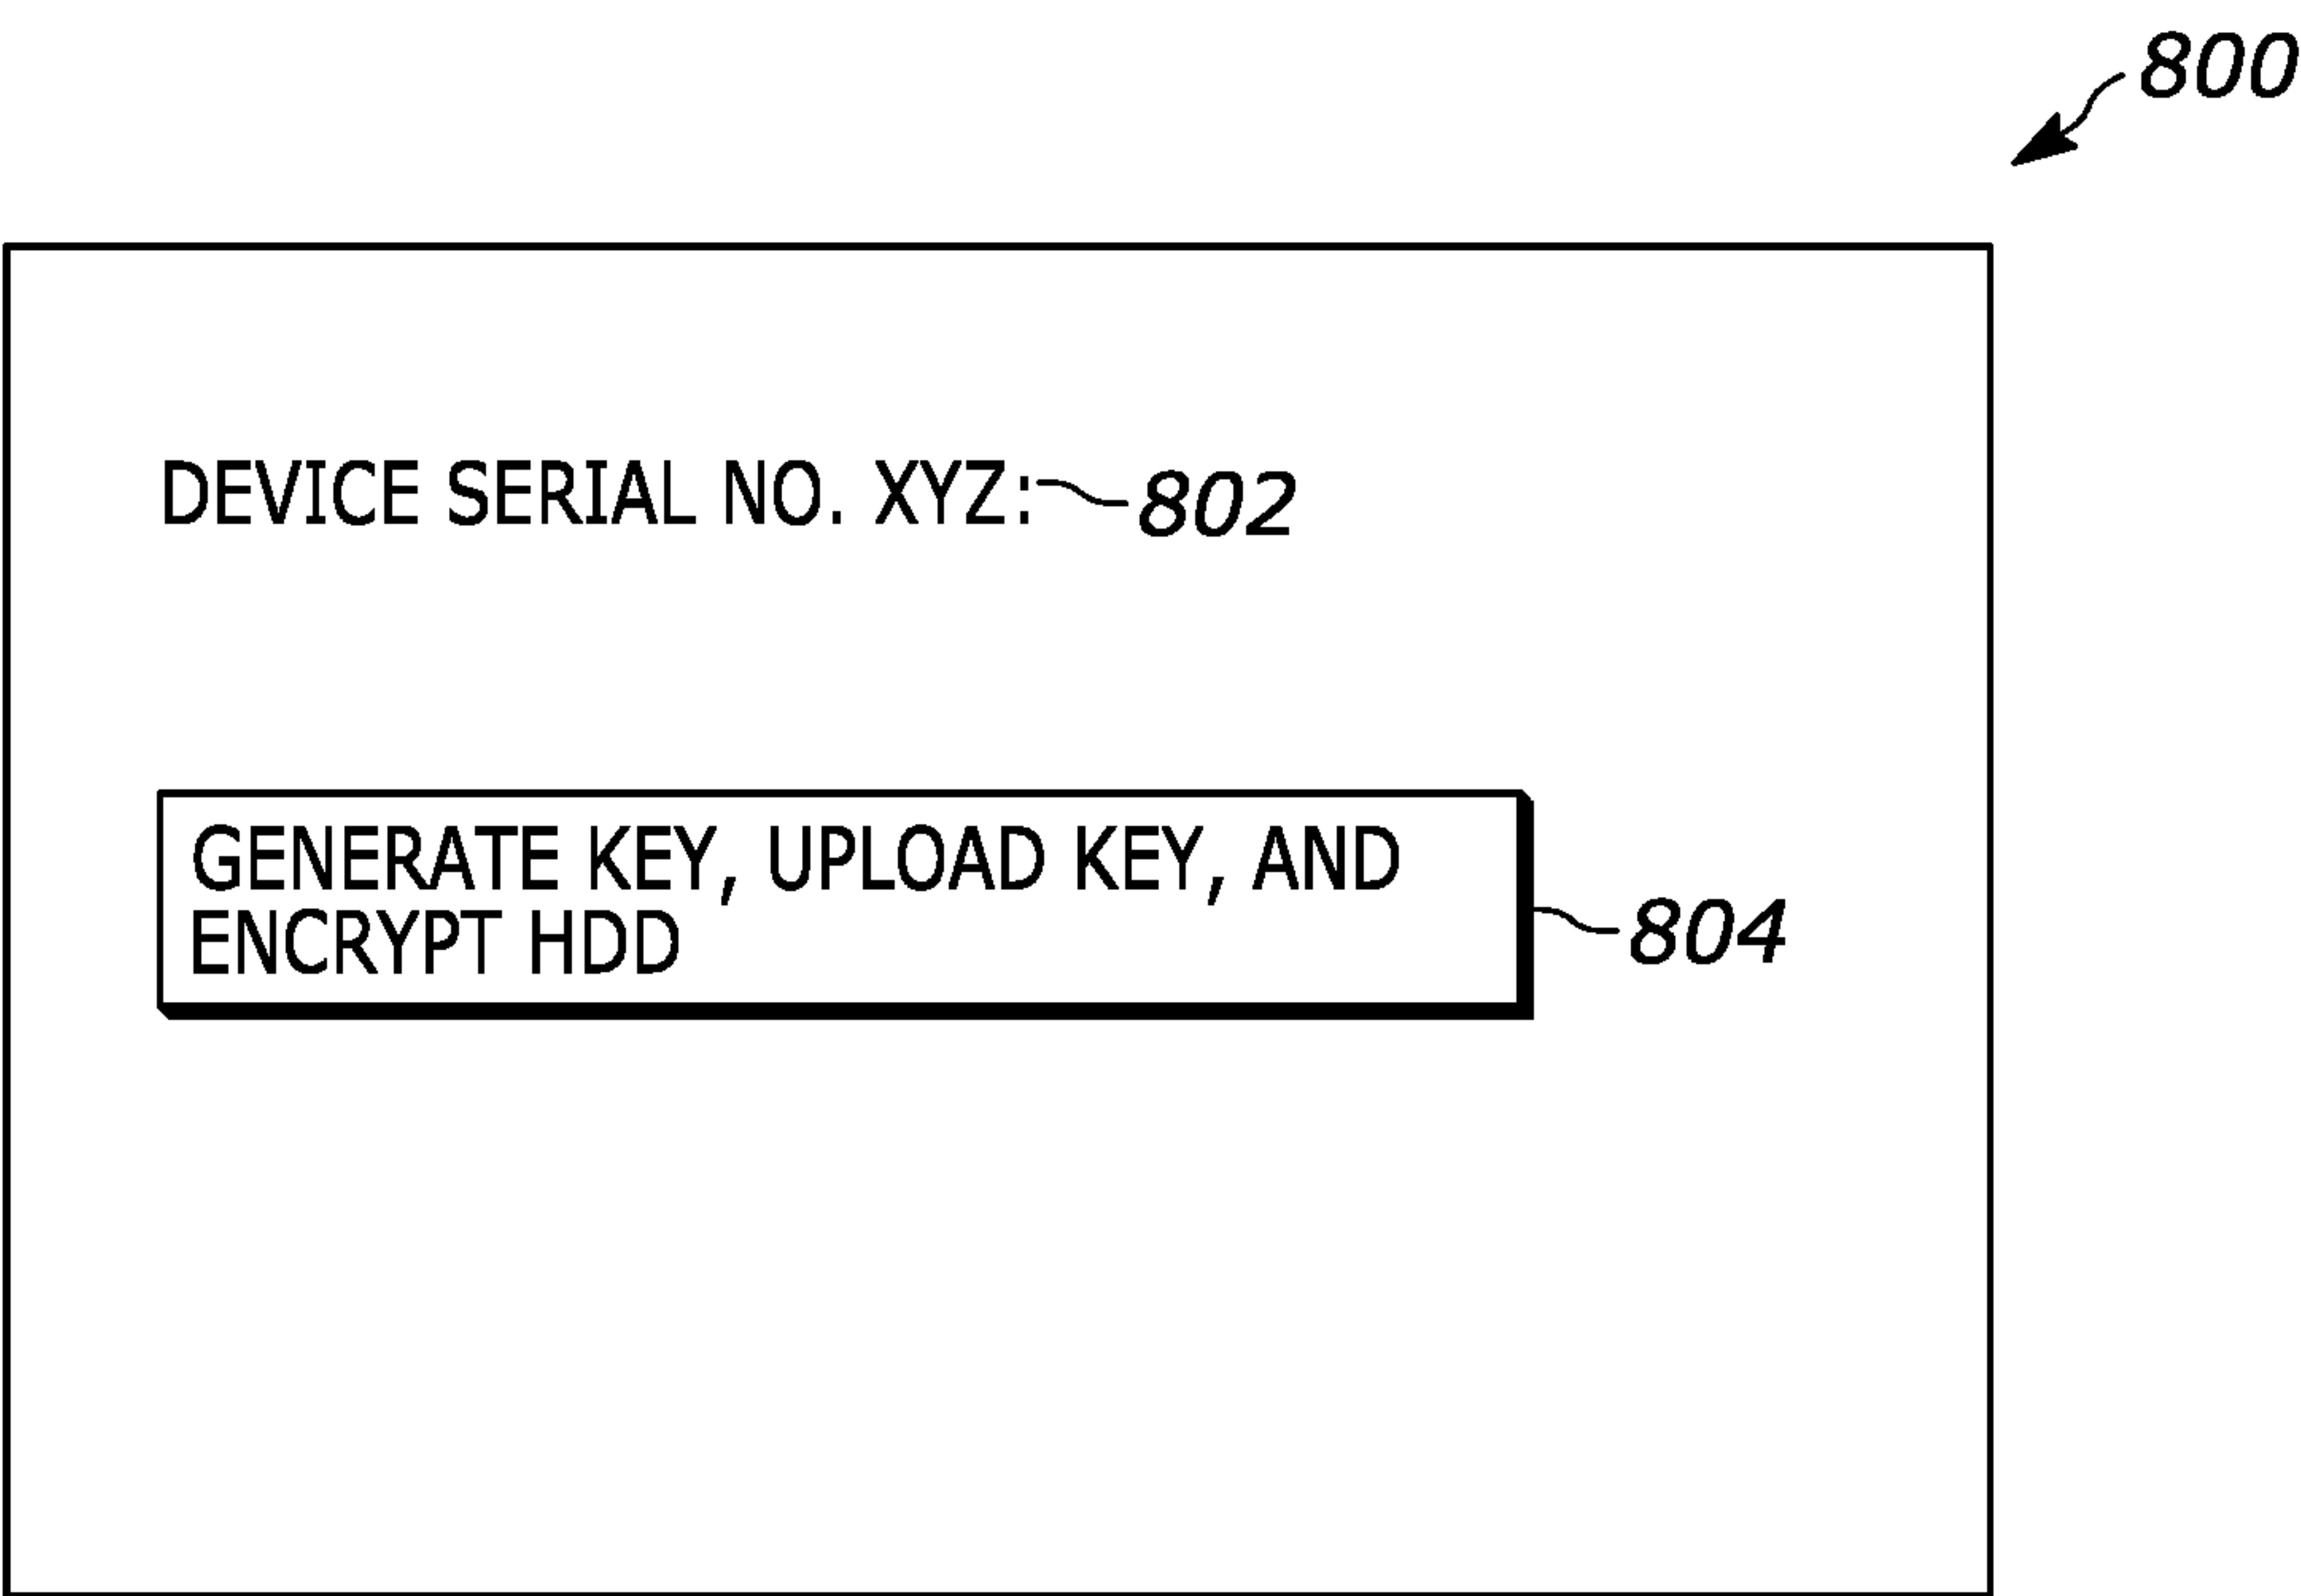 800
DEVICE SERIAL NO. XYZ: 802
GENERATE KEY, UPLOAD KEY, AND
ENCRYPT HDD
804